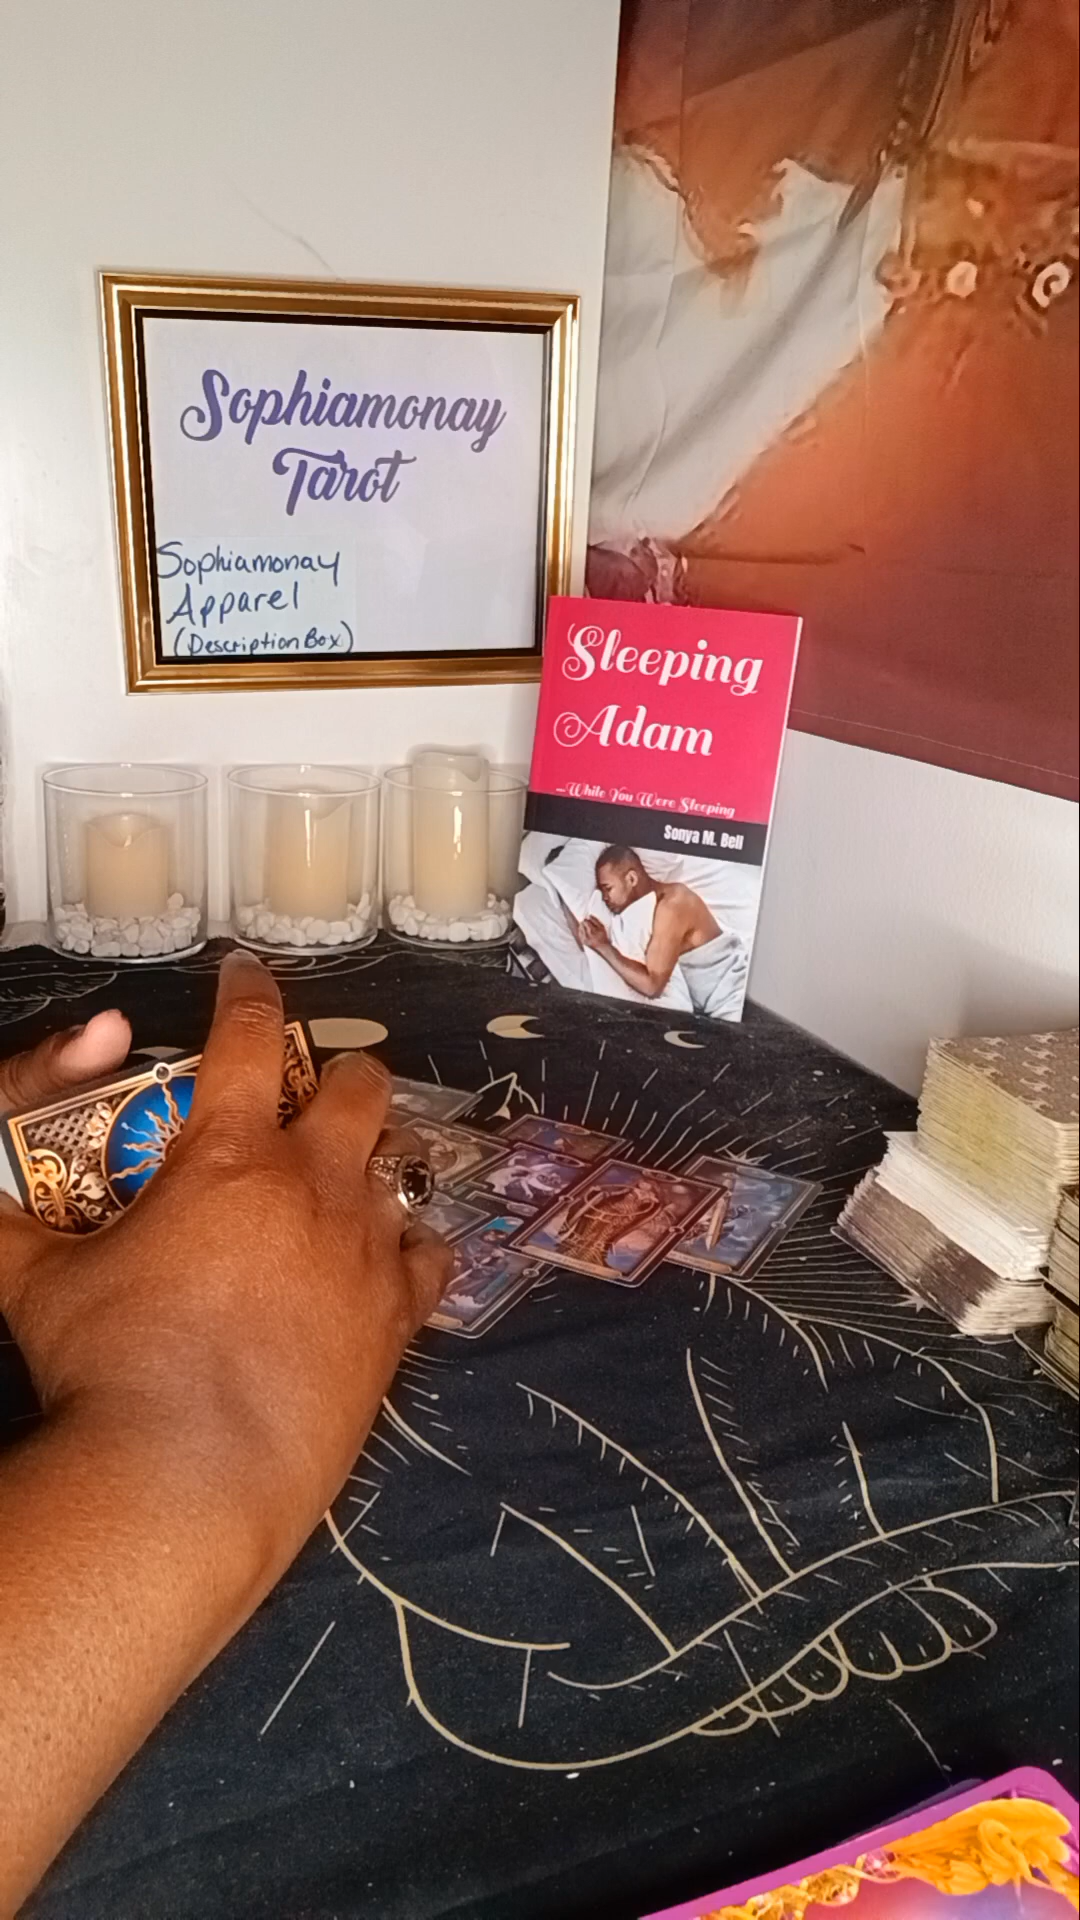 Sophiamonay
Tarot
Sophiamonay
Apparel
(Description Box)
Sleeping
Adam
...While You Were Sleeping
Sonya M. Bell